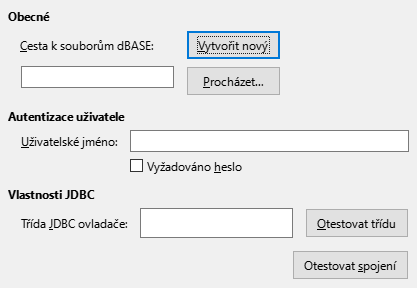 Obecné
Cesta k souborům dBASE: Vytvořit nový
Procházet...
Autentizace uživatele
Uživatelské jméno:
Vyžadováno heslo
Vlastnosti JDBC
Třída JDBC ovladače: Otestovat třídu
Otestovat spojení